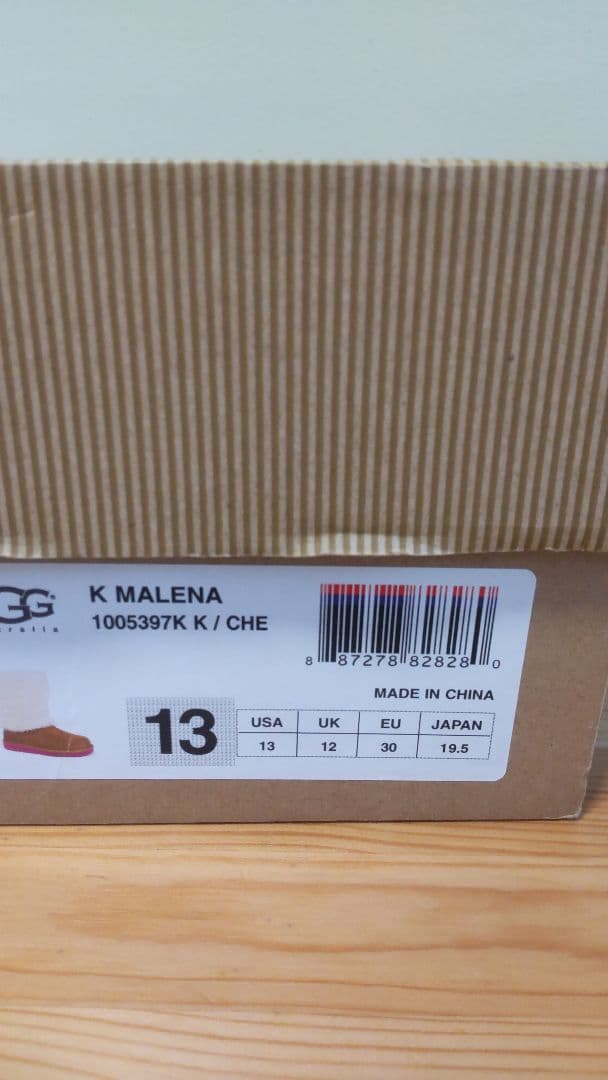 GG
K MALENA
1005397K K / CHE
8 87278 82828 0
MADE IN CHINA
13
USA UK EU JAPAN
13 12 30 19.5